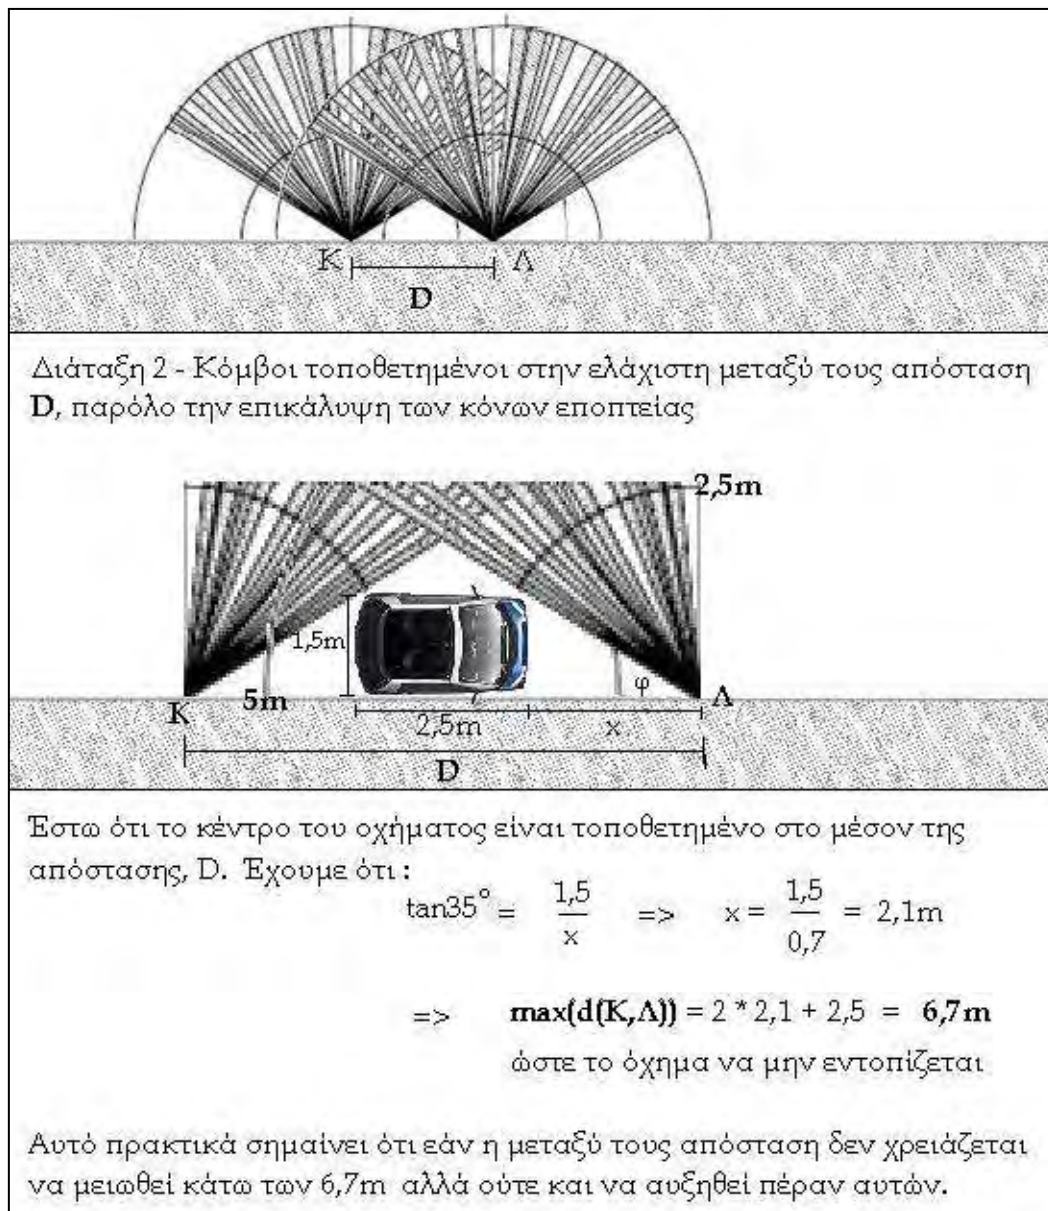 Κ Λ
D
Διάταξη 2 - Κόμβοι τοποθετημένοι στην ελάχιστη μεταξύ τους απόσταση
D, παρόλο την επικάλυψη των κόνων εποπτείας
2,5m
1,5m
φ
Κ 5m Λ
2,5m x
D
Έστω ότι το κέντρο του οχήματος είναι τοποθετημένο στο μέσον της
απόστασης, D. Έχουμε ότι :
tan35° = 1,5 / x => x = 1,5 / 0,7 = 2,1m
=> max(d(Κ,Λ)) = 2 * 2,1 + 2,5 = 6,7m
ώστε το όχημα να μην εντοπίζεται
Αυτό πρακτικά σημαίνει ότι εάν η μεταξύ τους απόσταση δεν χρειάζεται
να μειωθεί κάτω των 6,7m αλλά ούτε και να αυξηθεί πέραν αυτών.